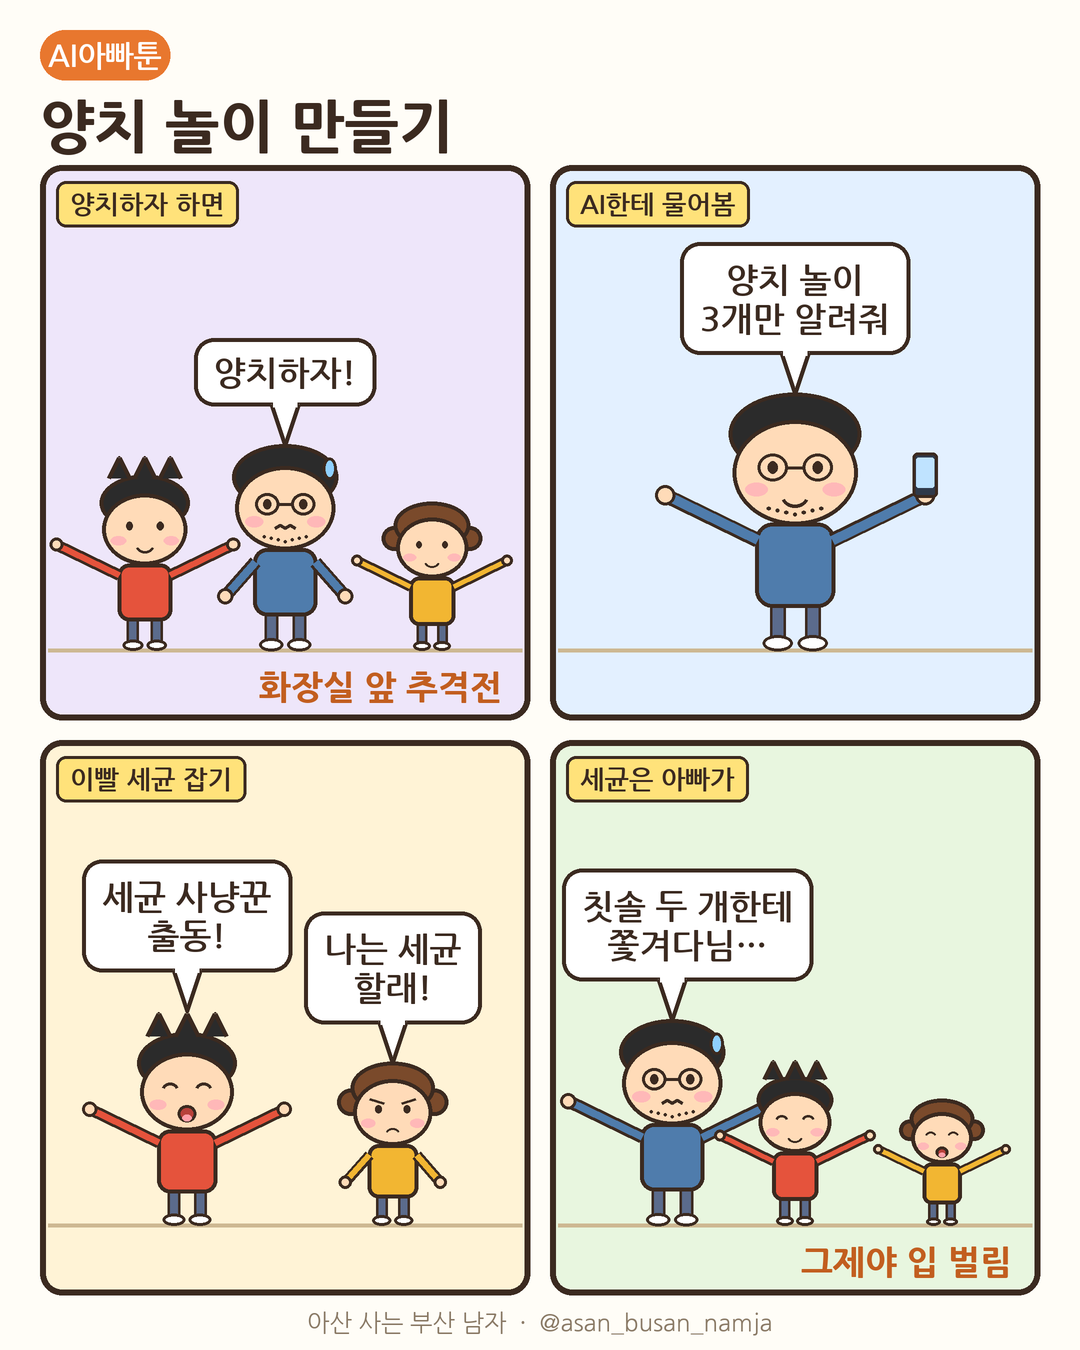 AI아빠툰
양치 놀이 만들기
양치하자 하면
양치하자!
화장실 앞 추격전
AI한테 물어봄
양치 놀이
3개만 알려줘
이빨 세균 잡기
세균 사냥꾼
출동!
나는 세균
할래!
세균은 아빠가
칫솔 두 개한테
쫓겨다님…
그제야 입 벌림
아산 사는 부산 남자 · @asan_busan_namja